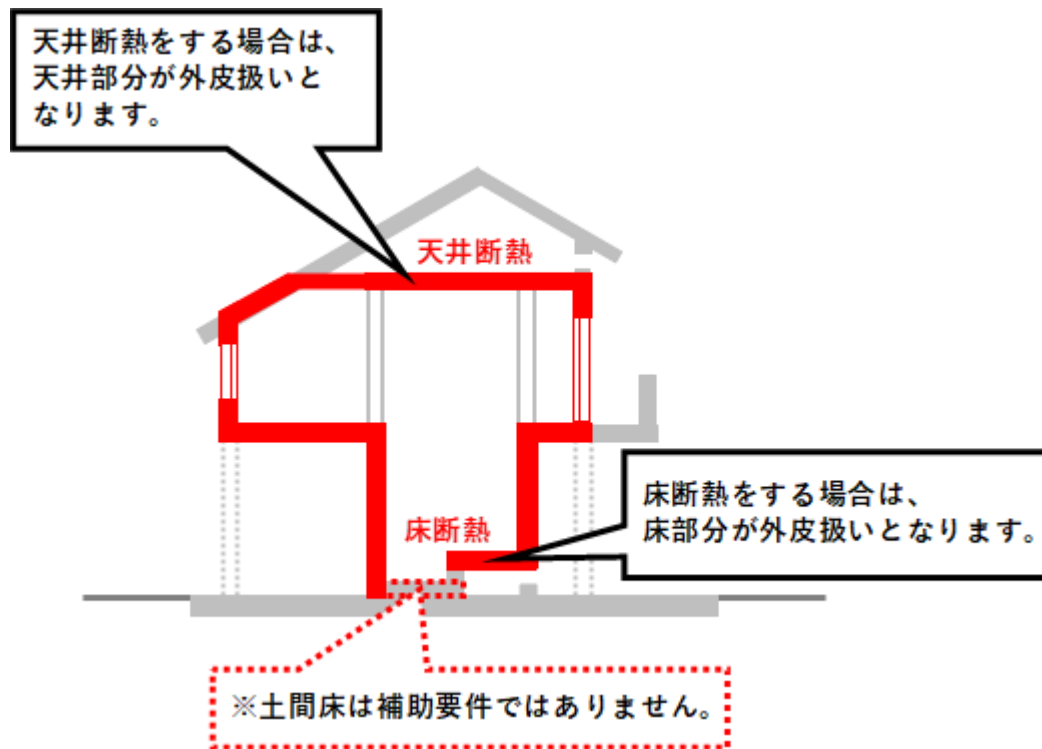 天井断熱をする場合は、
天井部分が外皮扱いと
なります。
天井断熱
床断熱をする場合は、
床部分が外皮扱いとなります。
床断熱
※土間床は補助要件ではありません。